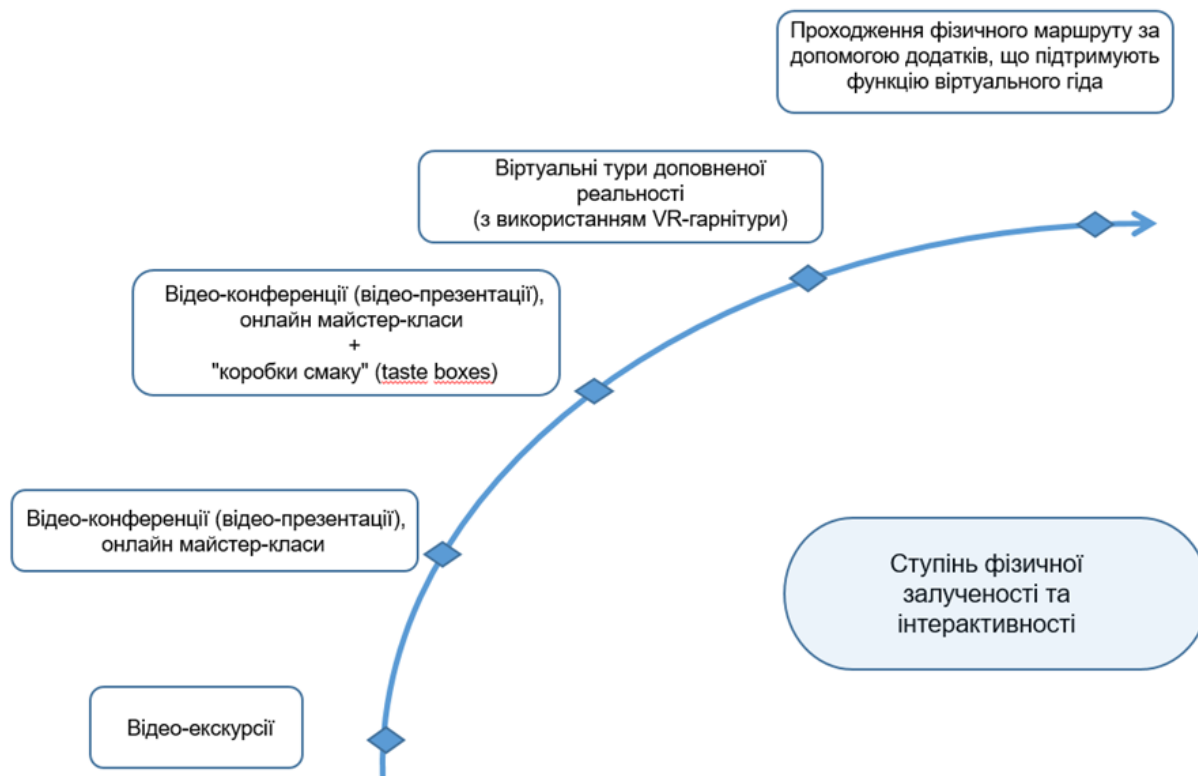 Проходження фізичного маршруту за
допомогою додатків, що підтримують
функцію віртуального гіда
Віртуальні тури доповненої
реальності
(з використанням VR-гарнітури)
Відео-конференції (відео-презентації),
онлайн майстер-класи
+
"коробки смаку" (taste boxes)
Відео-конференції (відео-презентації),
онлайн майстер-класи
Ступінь фізичної
залученості та
інтерактивності
Відео-екскурсії